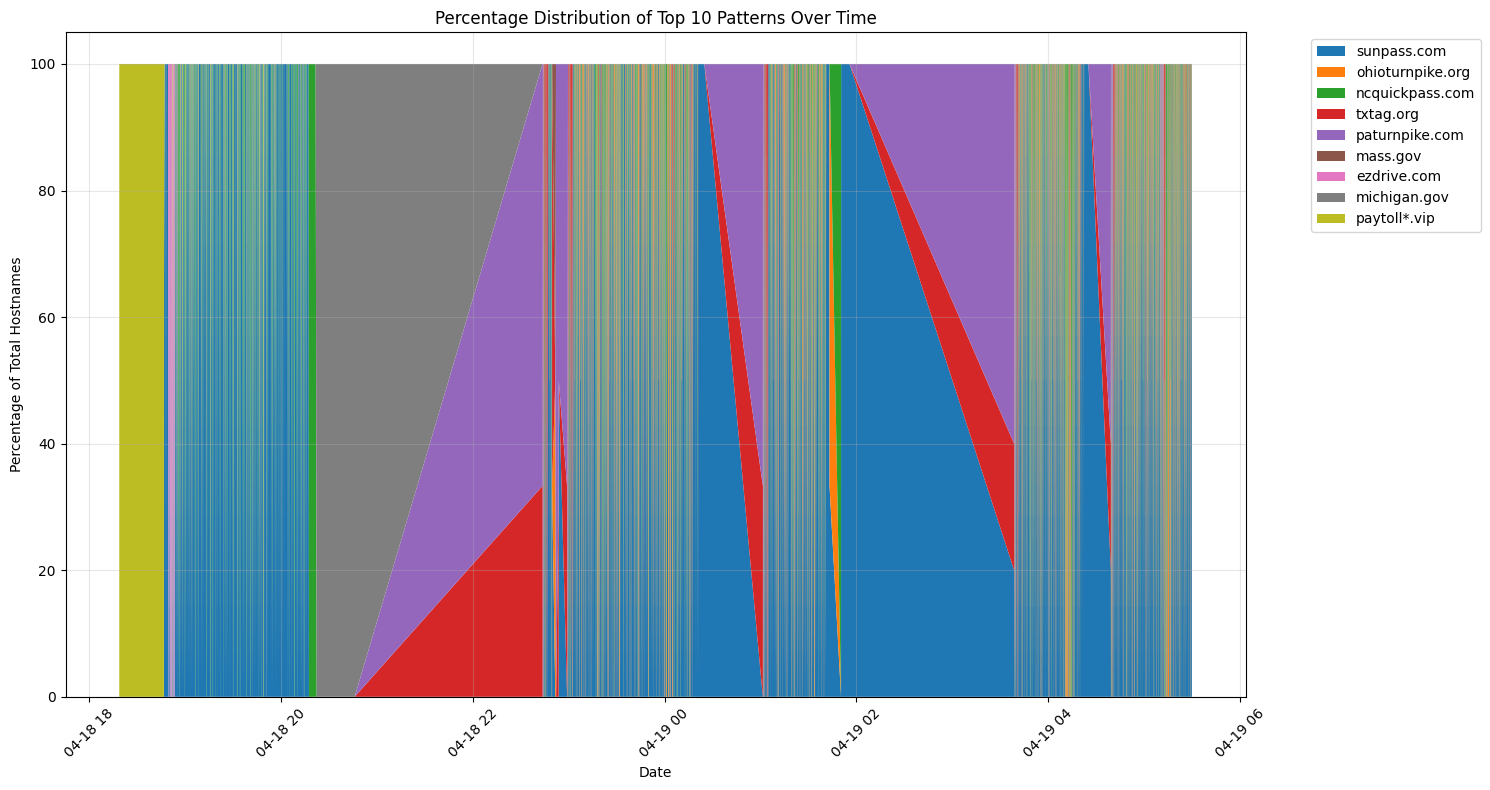 Percentage Distribution of Top 10 Patterns Over Time
Percentage of Total Hostnames
100
80
60
40
20
0
04-18 18
04-18 20
04-18 22
04-19 00
04-19 02
04-19 04
04-19 06
Date
sunpass.com
ohioturnpike.org
ncquickpass.com
txtag.org
paturnpike.com
mass.gov
ezdrive.com
michigan.gov
paytoll*.vip